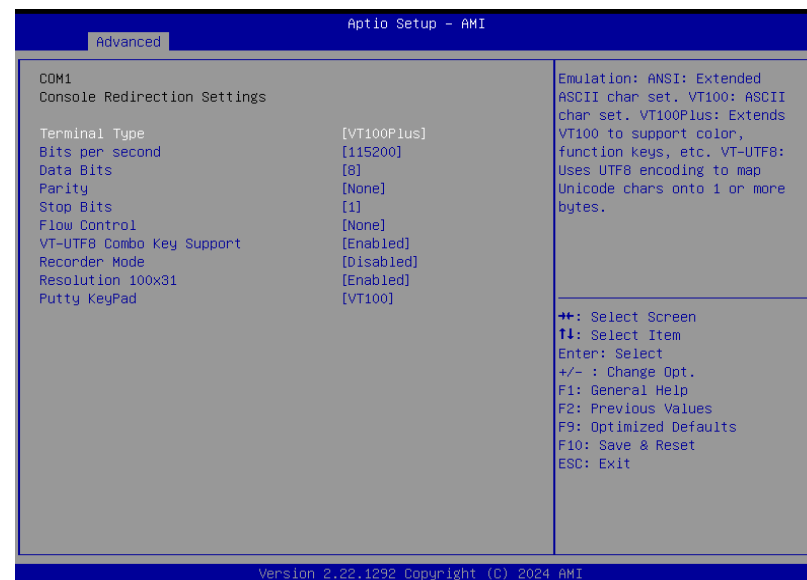 Aptio Setup – AMI
Advanced
COM1
Console Redirection Settings
Terminal Type [VT100Plus]
Bits per second [115200]
Data Bits [8]
Parity [None]
Stop Bits [1]
Flow Control [None]
VT-UTF8 Combo Key Support [Enabled]
Recorder Mode [Disabled]
Resolution 100x31 [Enabled]
Putty KeyPad [VT100]
Emulation: ANSI: Extended
ASCII char set. VT100: ASCII
char set. VT100Plus: Extends
VT100 to support color,
function keys, etc. VT-UTF8:
Uses UTF8 encoding to map
Unicode chars onto 1 or more
bytes.
→←: Select Screen
↑↓: Select Item
Enter: Select
+/- : Change Opt.
F1: General Help
F2: Previous Values
F9: Optimized Defaults
F10: Save & Reset
ESC: Exit
Version 2.22.1292 Copyright (C) 2024 AMI